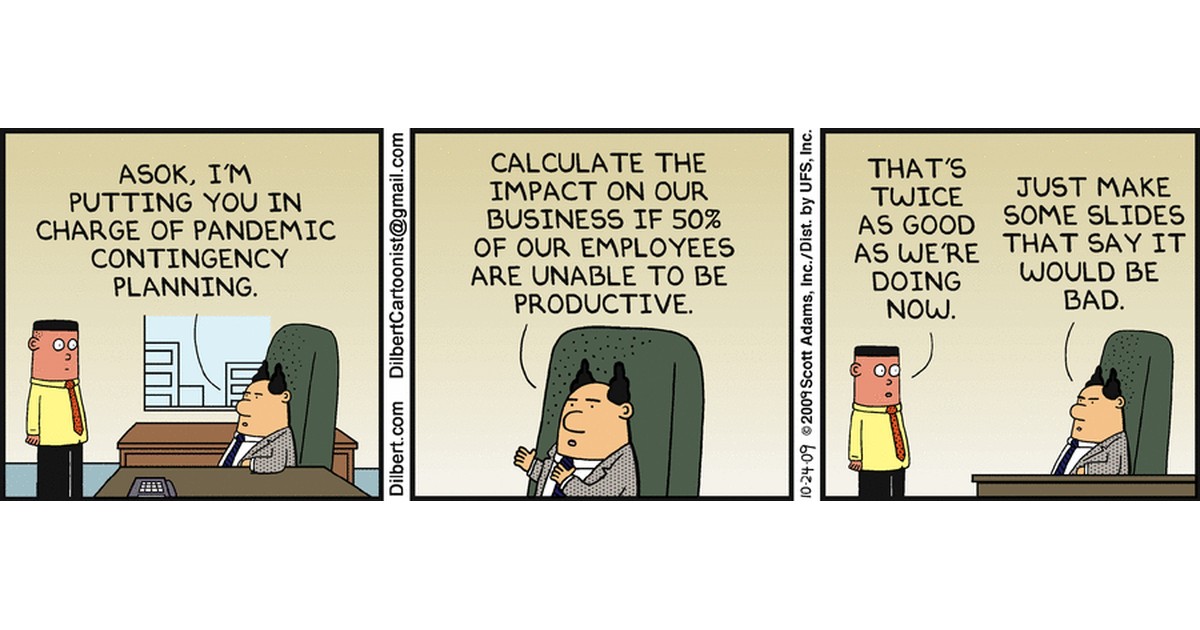 ASOK, I'M
PUTTING YOU IN
CHARGE OF PANDEMIC
CONTINGENCY
PLANNING.
DilbertCartoonist@gmail.com
Dilbert.com
CALCULATE THE
IMPACT ON OUR
BUSINESS IF 50%
OF OUR EMPLOYEES
ARE UNABLE TO BE
PRODUCTIVE.
10-24-09 ©2009 Scott Adams, Inc./Dist. by UFS, Inc.
THAT'S
TWICE
AS GOOD
AS WE'RE
DOING
NOW.
JUST MAKE
SOME SLIDES
THAT SAY IT
WOULD BE
BAD.